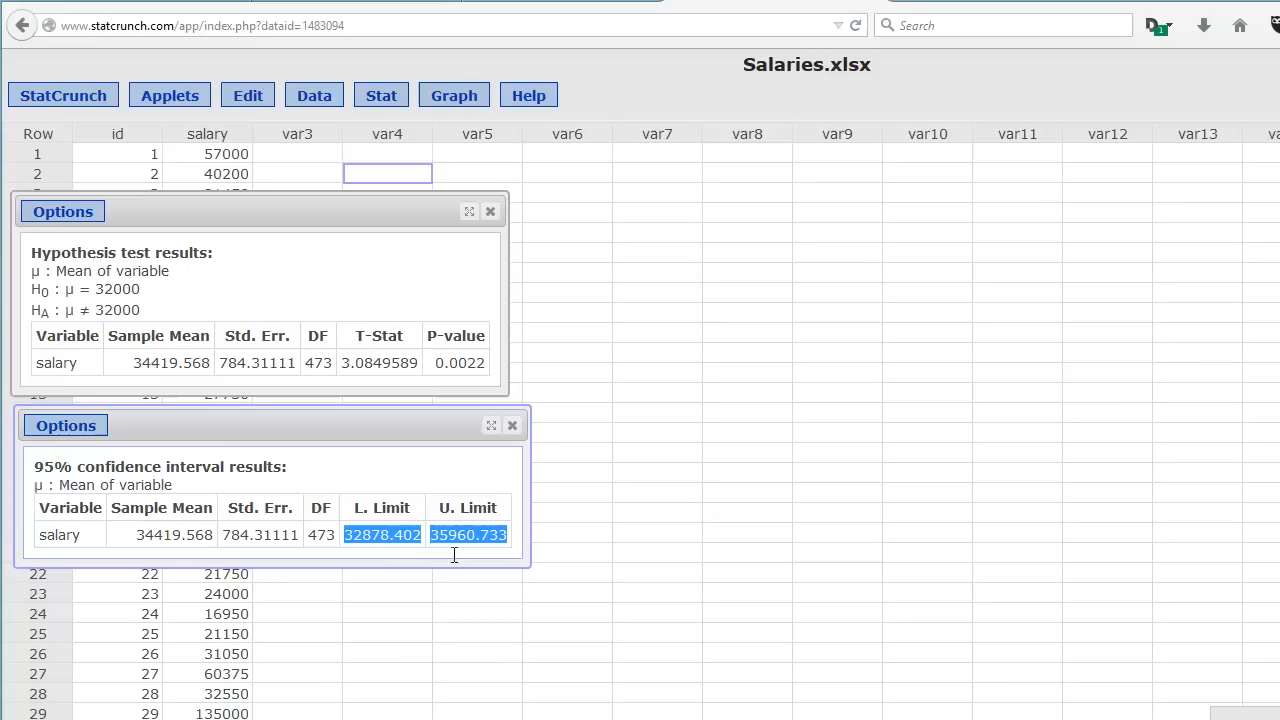 www.statcrunch.com/app/index.php?dataid=1483094 Search 1
Salaries.xlsx
StatCrunch Applets Edit Data Stat Graph Help
Row id salary var3 var4 var5 var6 var7 var8 var9 var10 var11 var12 var13
1 1 57000
2 2 40200
Options
Hypothesis test results:
μ : Mean of variable
H0 : μ = 32000
HA : μ ≠ 32000
Variable Sample Mean Std. Err. DF T-Stat P-value
salary 34419.568 784.31111 473 3.0849589 0.0022
Options
95% confidence interval results:
μ : Mean of variable
Variable Sample Mean Std. Err. DF L. Limit U. Limit
salary 34419.568 784.31111 473 32878.402 35960.733
22 22 21750
23 23 24000
24 24 16950
25 25 21150
26 26 31050
27 27 60375
28 28 32550
29 29 135000